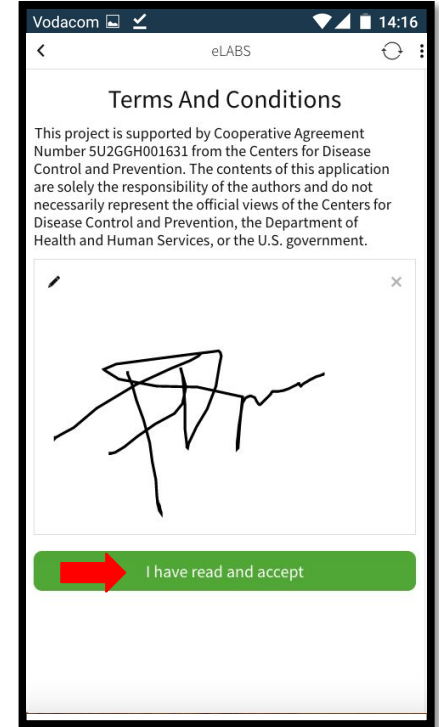 Vodacom 14:16
eLABS
Terms And Conditions
This project is supported by Cooperative Agreement
Number 5U2GGH001631 from the Centers for Disease
Control and Prevention. The contents of this application
are solely the responsibility of the authors and do not
necessarily represent the official views of the Centers for
Disease Control and Prevention, the Department of
Health and Human Services, or the U.S. government.
I have read and accept